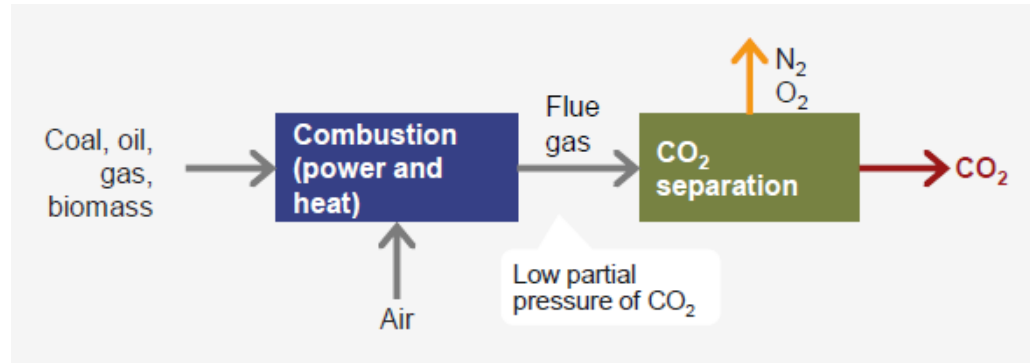 Coal, oil,
gas,
biomass
Combustion
(power and
heat)
Air
Flue
gas
Low partial
pressure of CO₂
CO₂
separation
N₂
O₂
CO₂